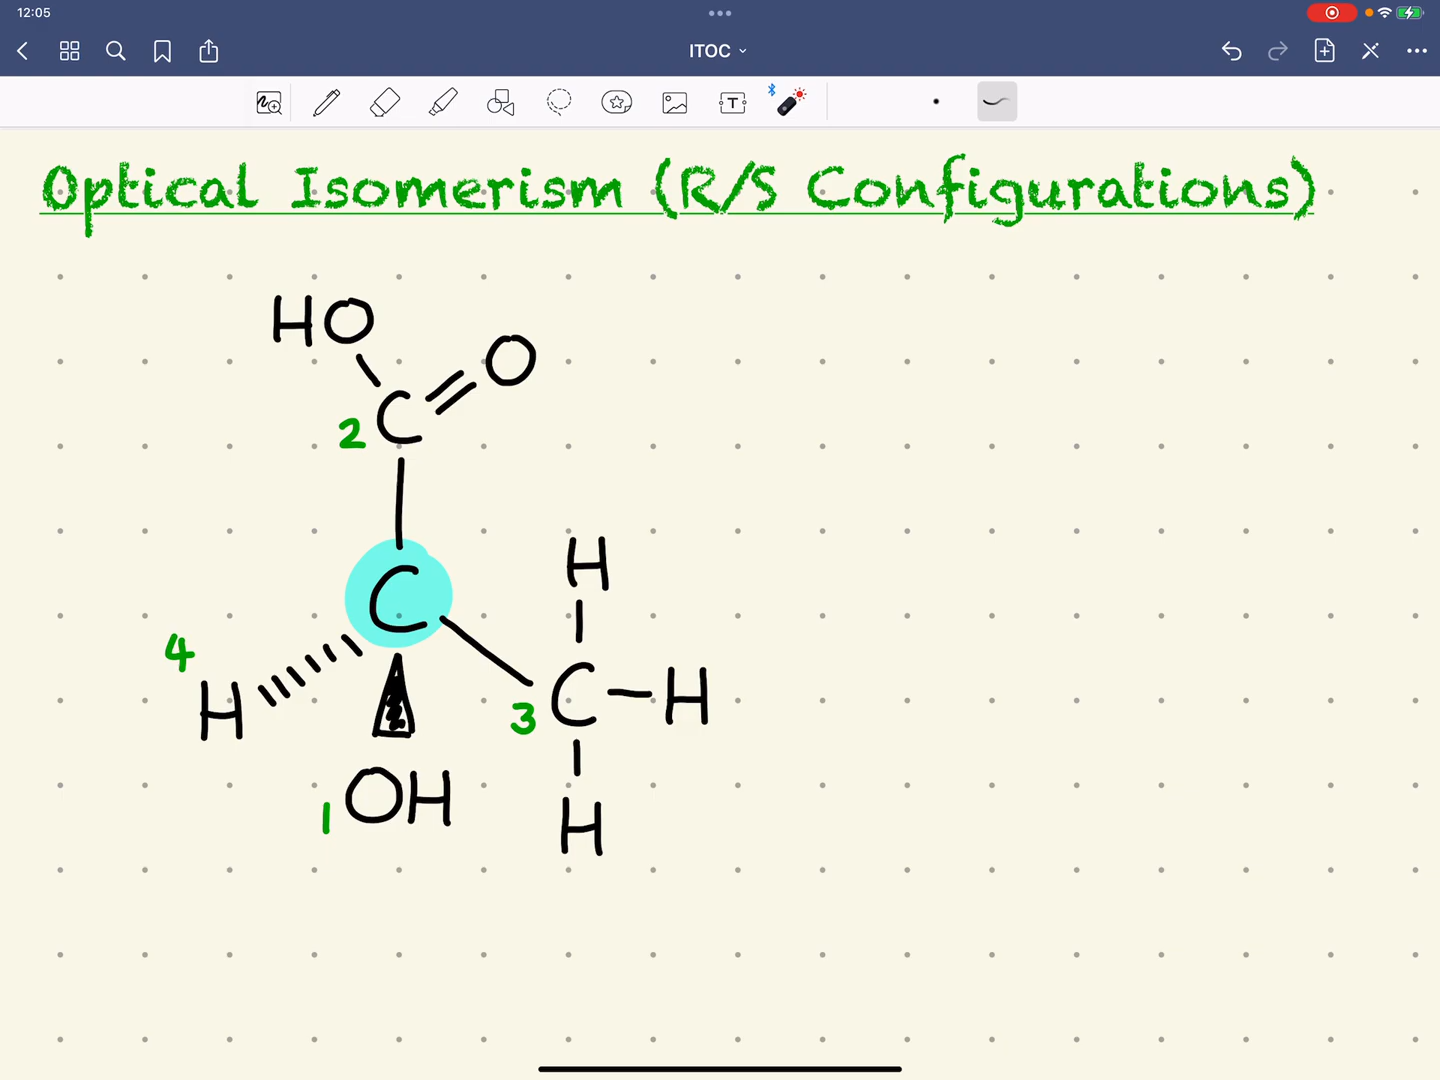 12:05
ITOC
T
Optical Isomerism (R/S Configurations)
HO
O
2 C
C
H
4
H
3 C
H
1 OH
H